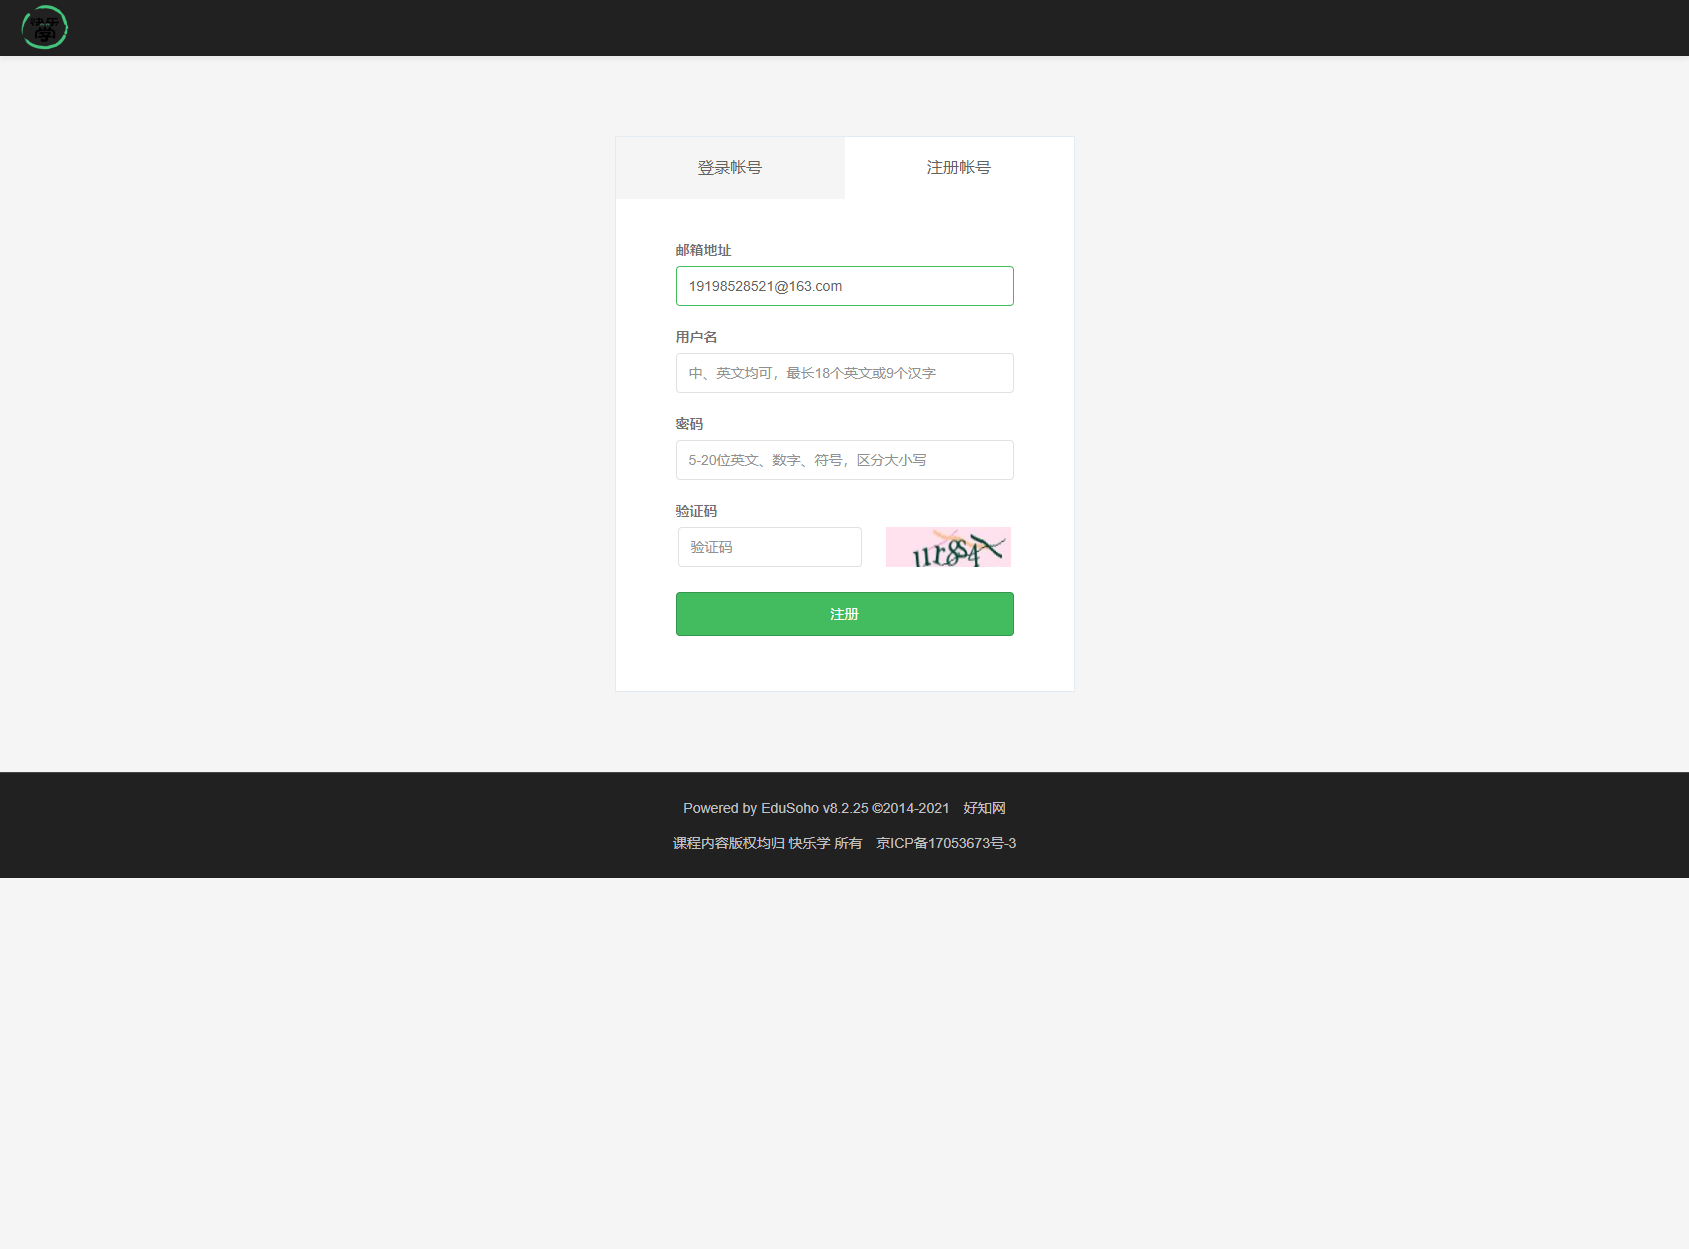 快乐
學
登录帐号
注册帐号
邮箱地址
19198528521@163.com
用户名
中、英文均可，最长18个英文或9个汉字
密码
5-20位英文、数字、符号，区分大小写
验证码
验证码
注册
Powered by EduSoho v8.2.25 ©2014-2021 好知网
课程内容版权均归 快乐学 所有 京ICP备17053673号-3